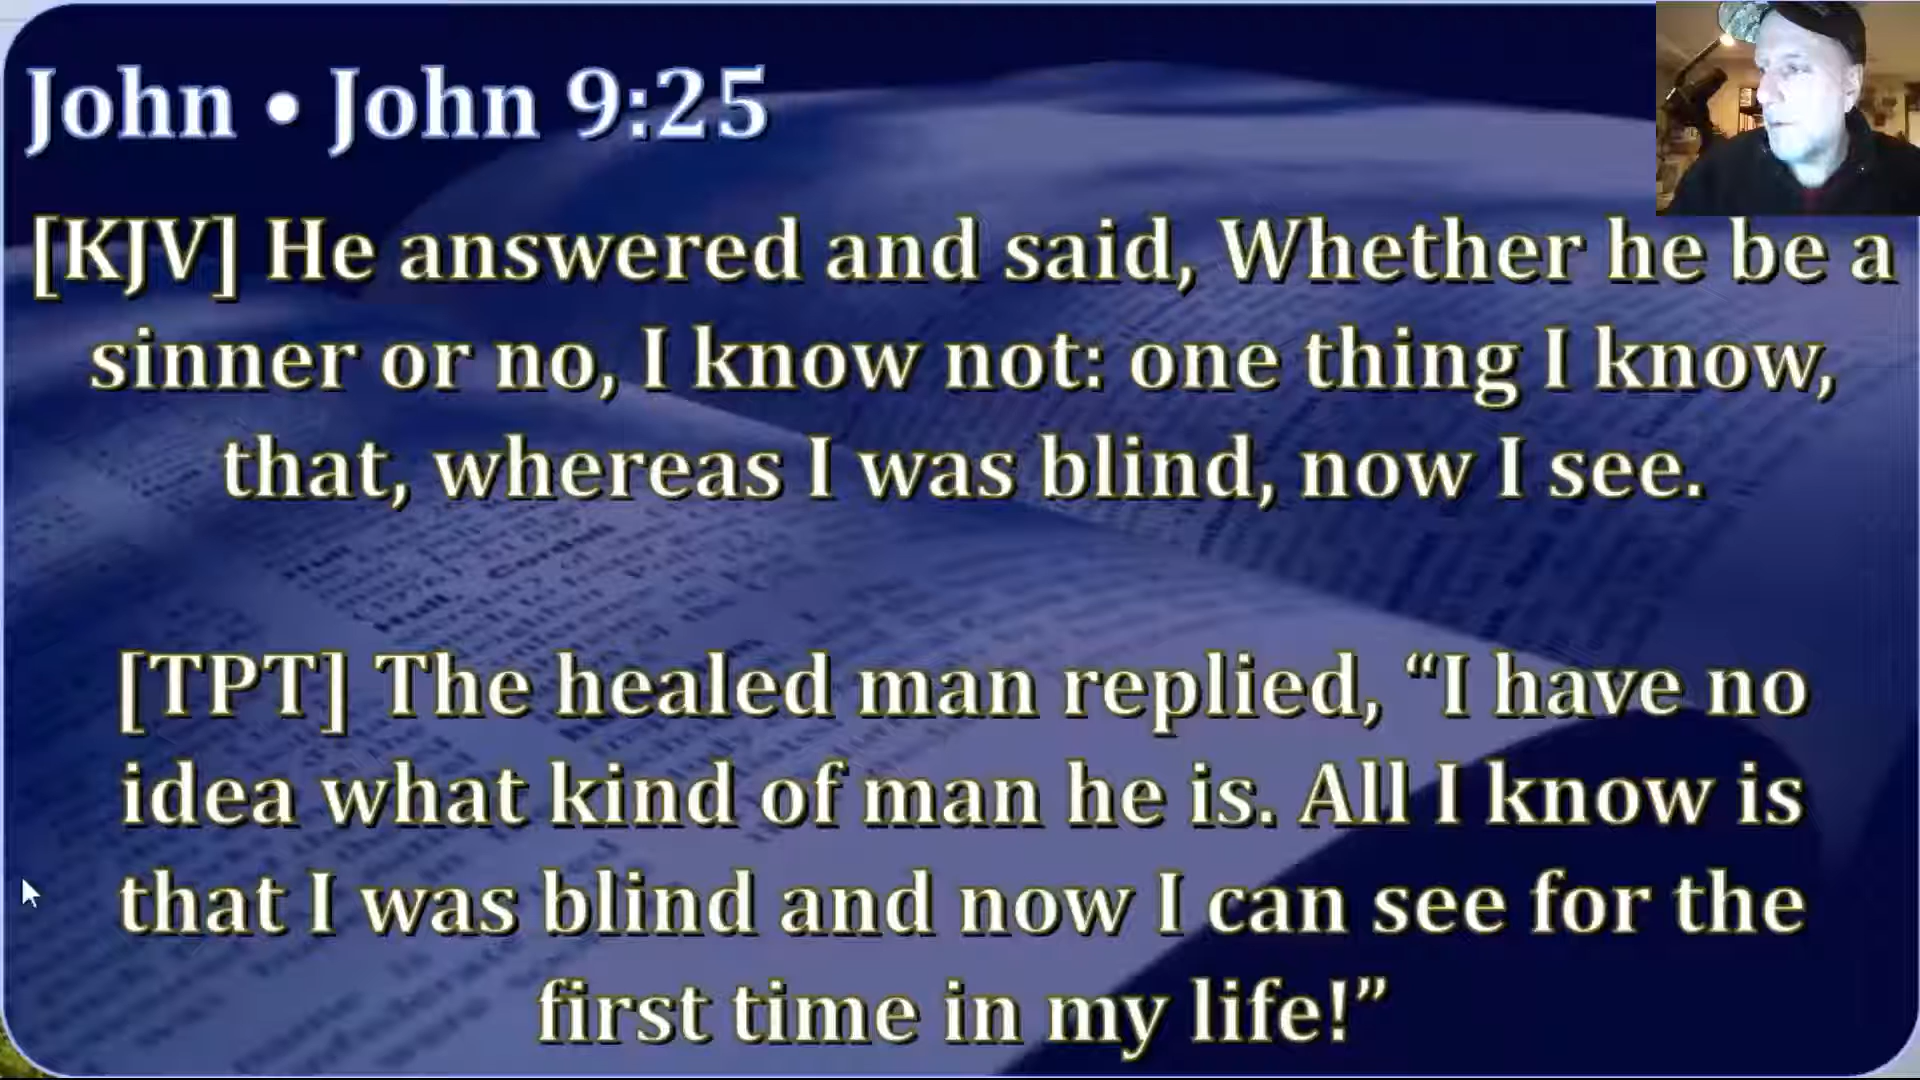 John • John 9:25
[KJV] He answered and said, Whether he be a
sinner or no, I know not: one thing I know,
that, whereas I was blind, now I see.
[TPT] The healed man replied, “I have no
idea what kind of man he is. All I know is
that I was blind and now I can see for the
first time in my life!”